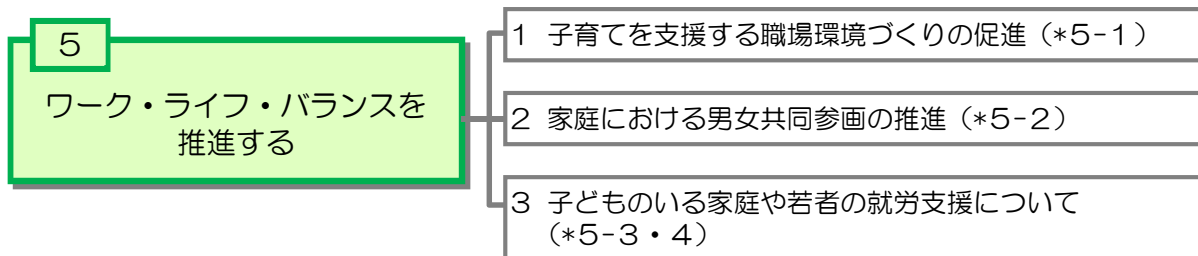 5
ワーク・ライフ・バランスを
推進する
1 子育てを支援する職場環境づくりの促進（*5-1）
2 家庭における男女共同参画の推進（*5-2）
3 子どものいる家庭や若者の就労支援について
（*5-3・4）